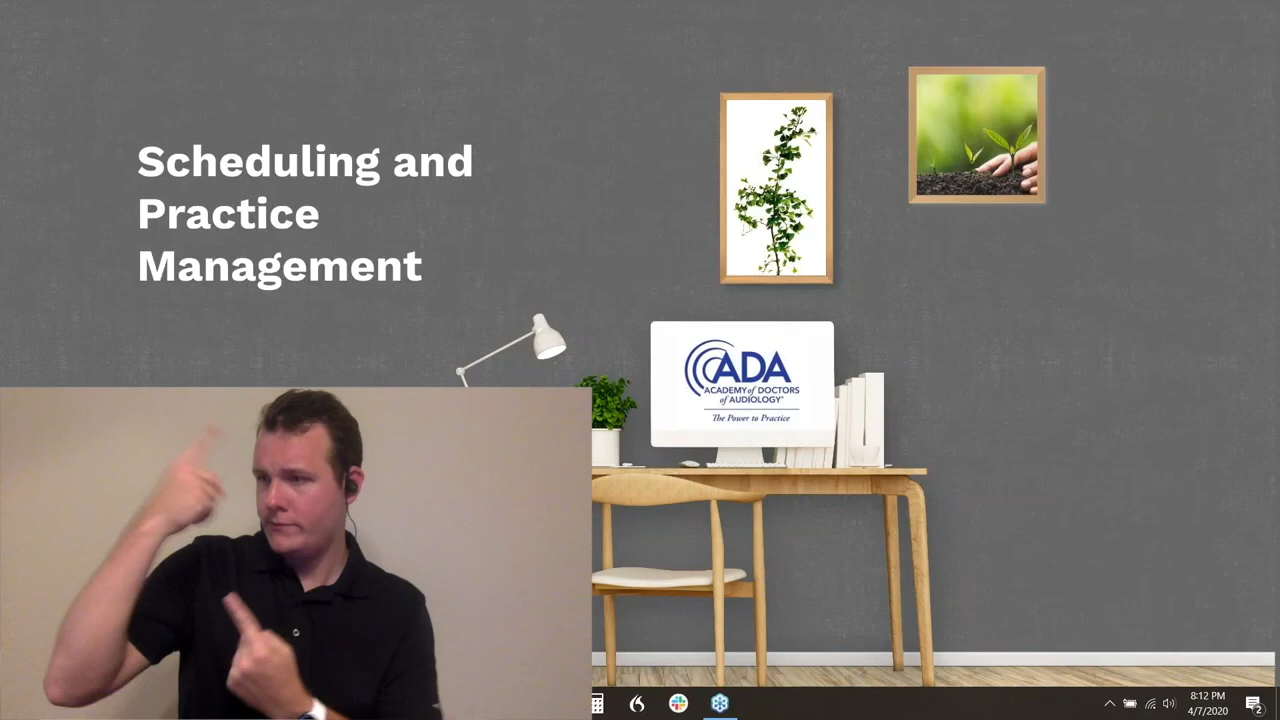 Scheduling and
Practice
Management
ADA
ACADEMY of DOCTORS
of AUDIOLOGY®
The Power to Practice
8:12 PM
4/7/2020
2